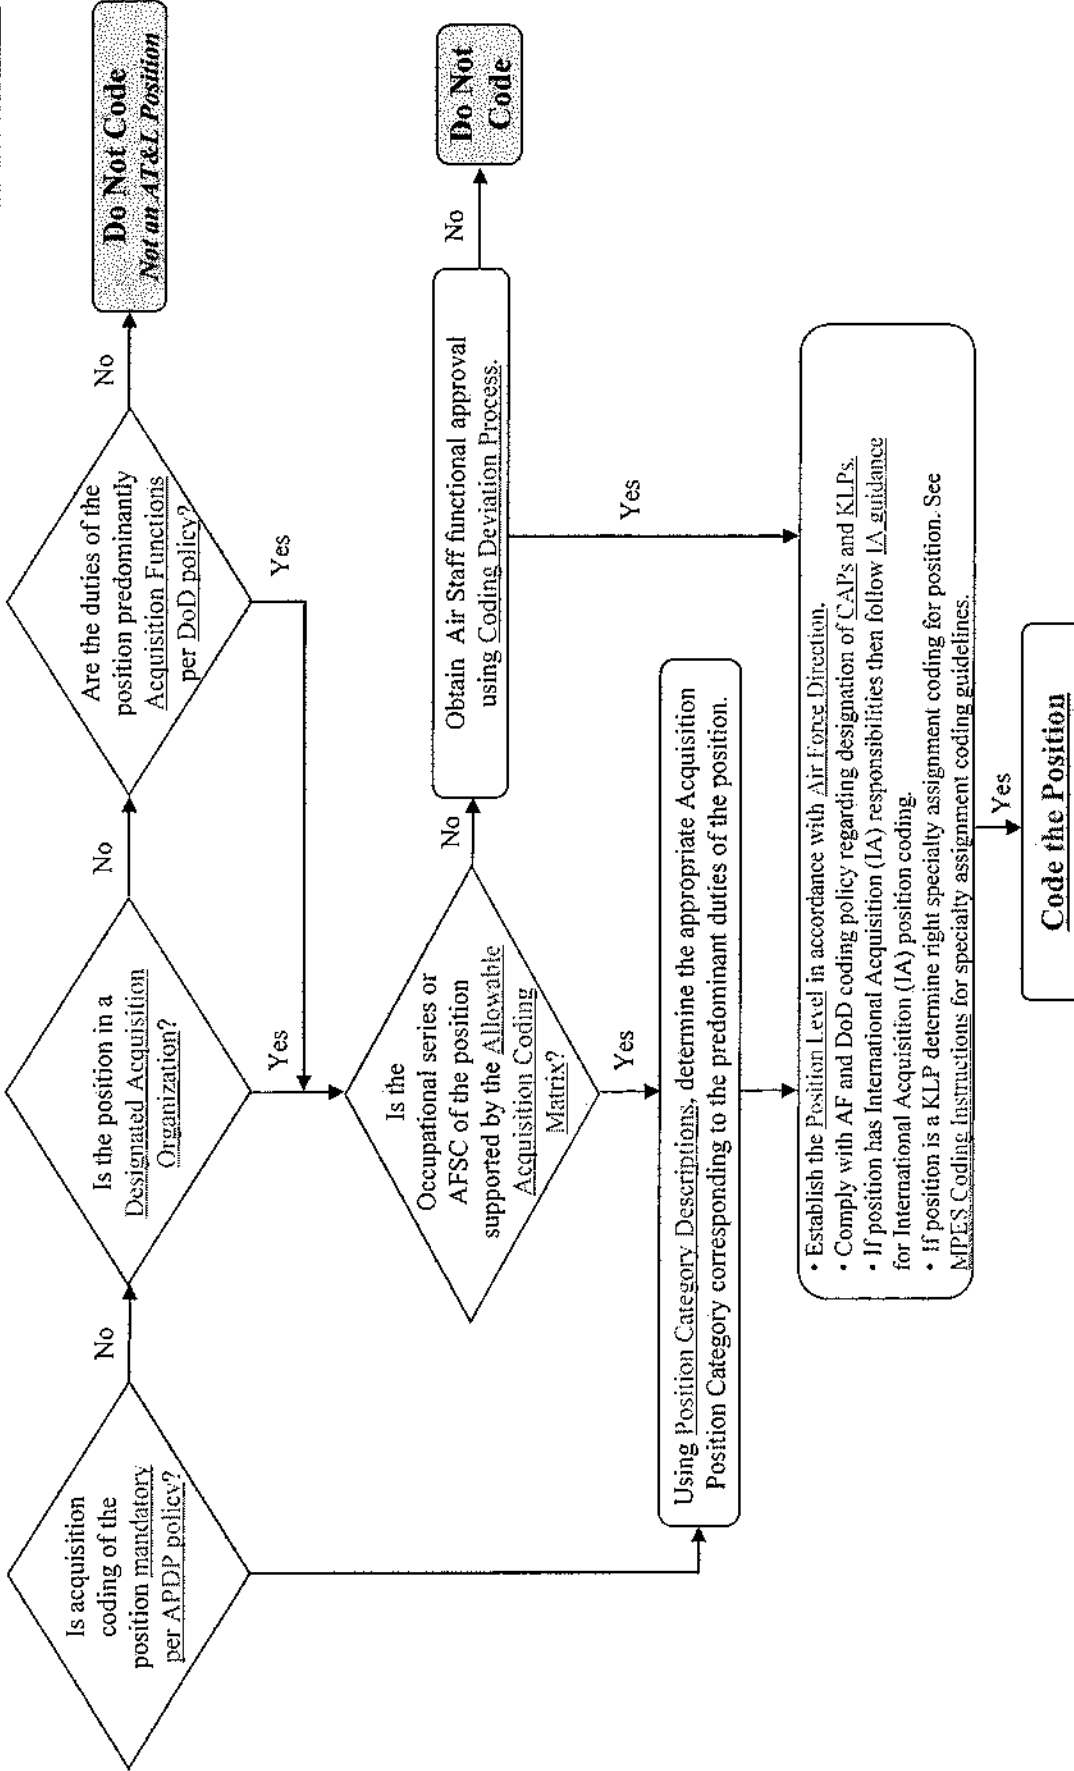 Is acquisition
coding of the
position mandatory
per APDP policy?
No
Is the position in a
Designated Acquisition
Organization?
No
Yes
Are the duties of the
position predominantly
Acquisition Functions
per DoD policy?
No
Yes
Do Not Code
Not an AT&L Position
Is the
Occupational series or
AFSC of the position
supported by the Allowable
Acquisition Coding
Matrix?
No
Yes
Obtain Air Staff functional approval
using Coding Deviation Process.
No
Yes
Do Not
Code
Using Position Category Descriptions, determine the appropriate Acquisition
Position Category corresponding to the predominant duties of the position.
• Establish the Position Level in accordance with Air Force Direction.
• Comply with AF and DoD coding policy regarding designation of CAPs and KLPs.
• If position has International Acquisition (IA) responsibilities then follow IA guidance
for International Acquisition (IA) position coding.
• If position is a KLP determine right specialty assignment coding for position. See
MPES Coding Instructions for specialty assignment coding guidelines.
Yes
Code the Position